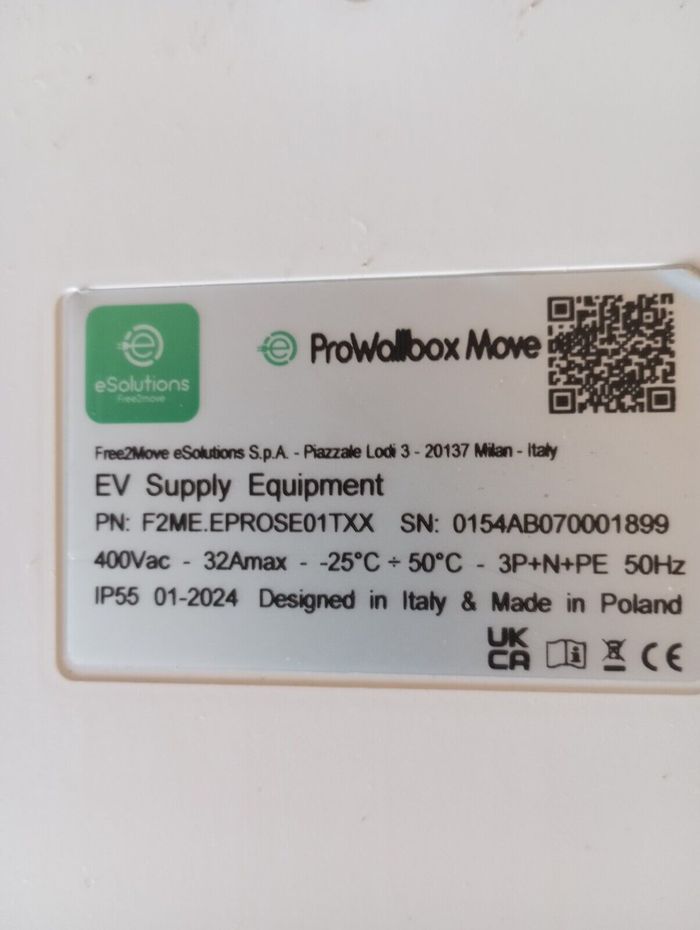 eSolutions
Free2move
ProWallbox Move
Free2Move eSolutions S.p.A. - Piazzale Lodi 3 - 20137 Milan - Italy
EV Supply Equipment
PN: F2ME.EPROSE01TXX SN: 0154AB070001899
400Vac - 32Amax - -25°C ÷ 50°C - 3P+N+PE 50Hz
IP55 01-2024 Designed in Italy & Made in Poland
UK
CA
CE